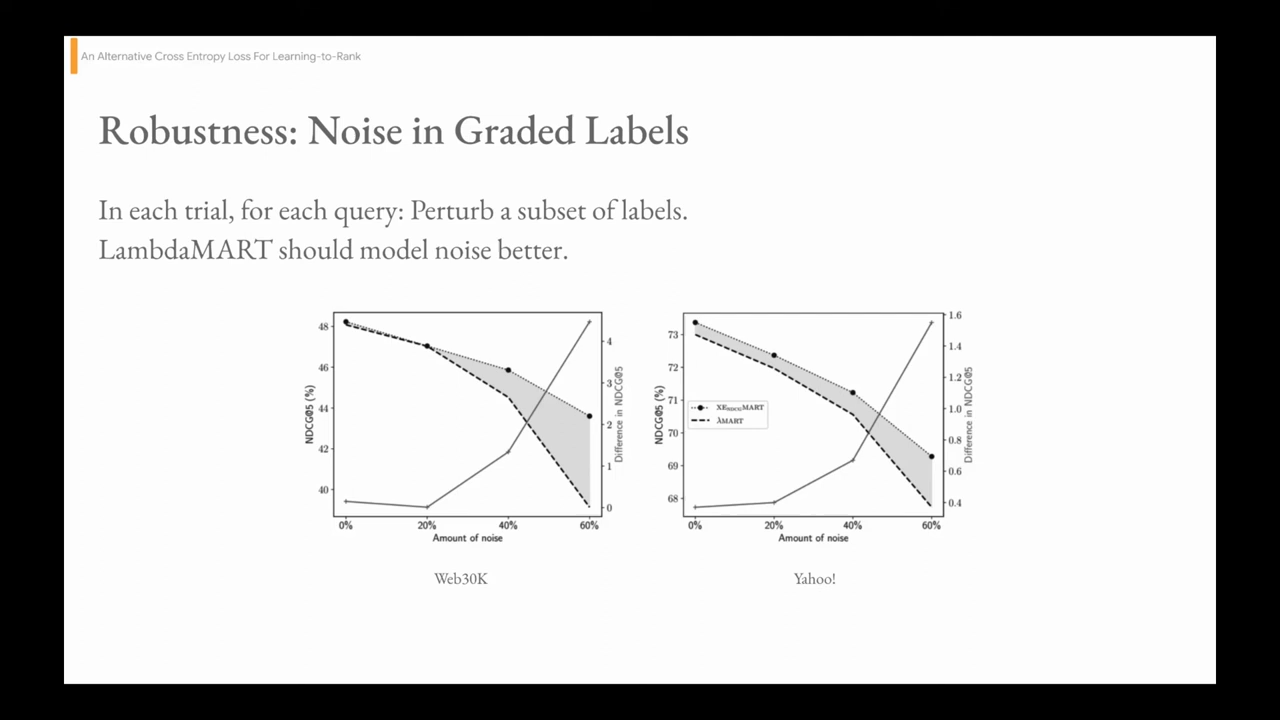 An Alternative Cross Entropy Loss For Learning-to-Rank
Robustness: Noise in Graded Labels
In each trial, for each query: Perturb a subset of labels.
LambdaMART should model noise better.
NDCG@5 (%)
48
46
44
42
40
4
3
2
1
0
Difference in NDCG@5
0% 20% 40% 60%
Amount of noise
Web30K
NDCG@5 (%)
73
72
71
70
69
68
XE_NDCG MART
λMART
1.6
1.4
1.2
1.0
0.8
0.6
0.4
Difference in NDCG@5
0% 20% 40% 60%
Amount of noise
Yahoo!